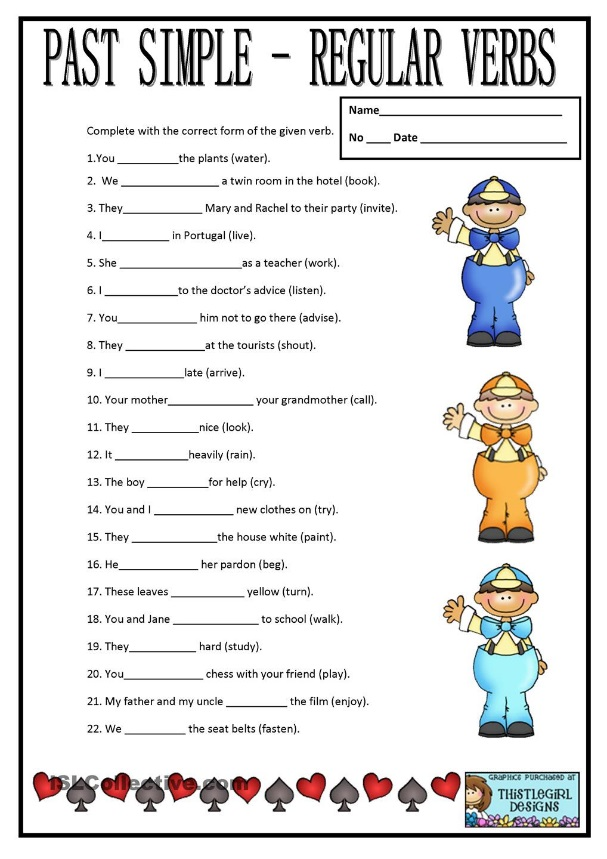 PAST SIMPLE - REGULAR VERBS
Name____________________________
No ____ Date _______________________
Complete with the correct form of the given verb.
1.You __________the plants (water).
2. We ________________ a twin room in the hotel (book).
3. They_____________ Mary and Rachel to their party (invite).
4. I___________ in Portugal (live).
5. She ____________________as a teacher (work).
6. I ____________to the doctor's advice (listen).
7. You_____________ him not to go there (advise).
8. They _____________at the tourists (shout).
9. I _____________late (arrive).
10. Your mother______________ your grandmother (call).
11. They ___________nice (look).
12. It ____________heavily (rain).
13. The boy __________for help (cry).
14. You and I _____________ new clothes on (try).
15. They ______________the house white (paint).
16. He_____________ her pardon (beg).
17. These leaves ____________ yellow (turn).
18. You and Jane ______________ to school (walk).
19. They___________ hard (study).
20. You_____________ chess with your friend (play).
21. My father and my uncle __________ the film (enjoy).
22. We __________ the seat belts (fasten).
iSLCollective.com
GRAPHICS PURCHASED AT
THISTLEGIRL
DESIGNS